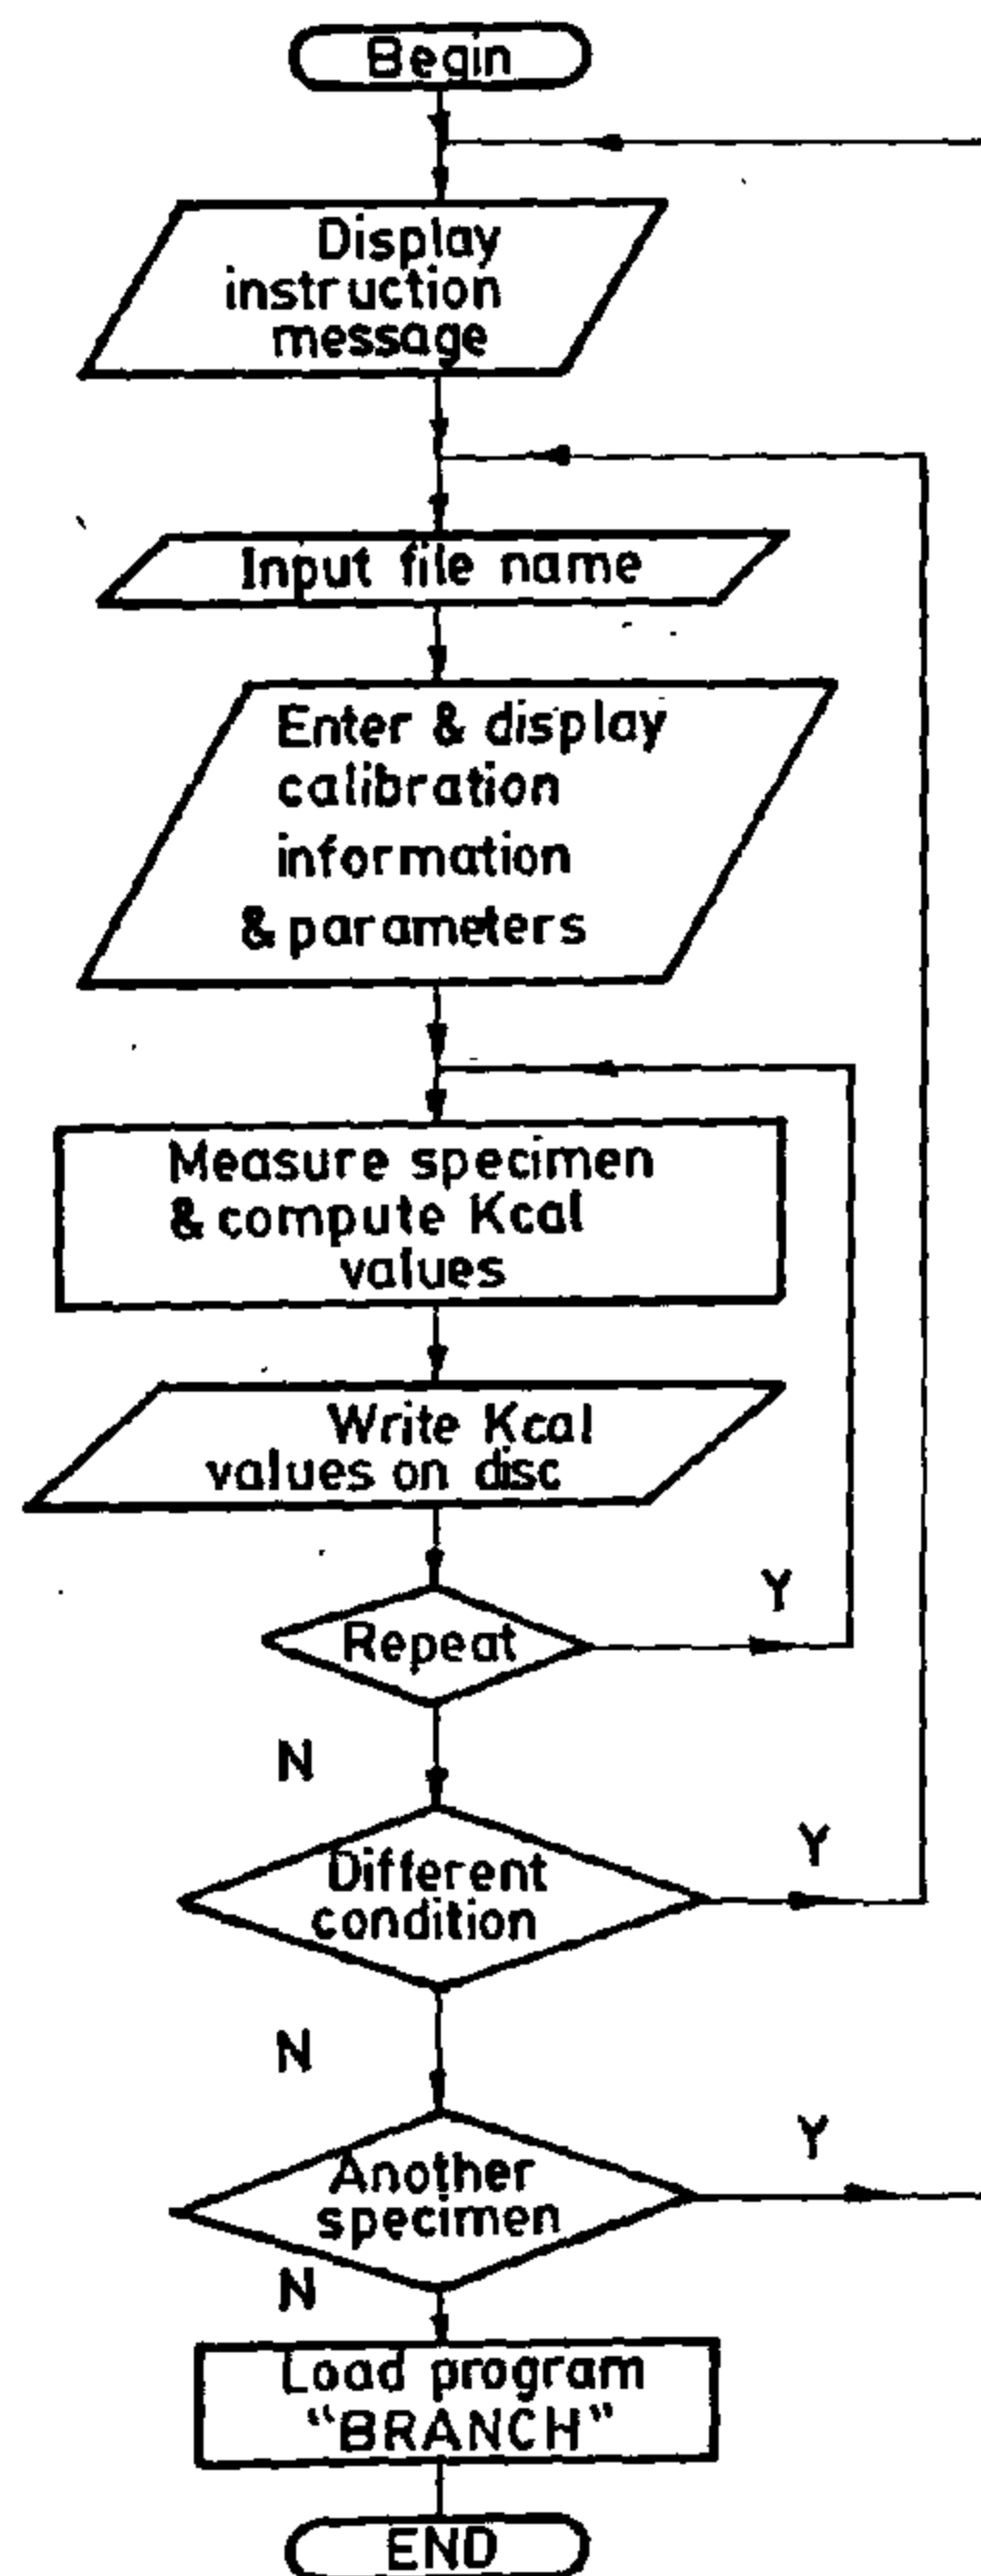 Begin
Display
instruction
message
Input file name
Enter & display
calibration
information
& parameters
Measure specimen
& compute Kcal
values
Write Kcal
values on disc
Repeat
Y
N
Different
condition
Y
N
Another
specimen
Y
N
Load program
"BRANCH"
END